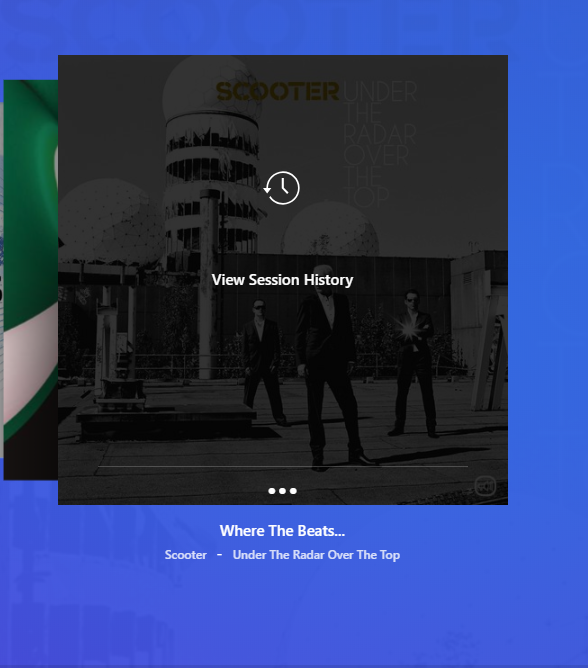 SCOOTER
SCOOTER UNDER
THE
RADAR
OVER
THE
TOP
View Session History
Where The Beats...
Scooter - Under The Radar Over The Top